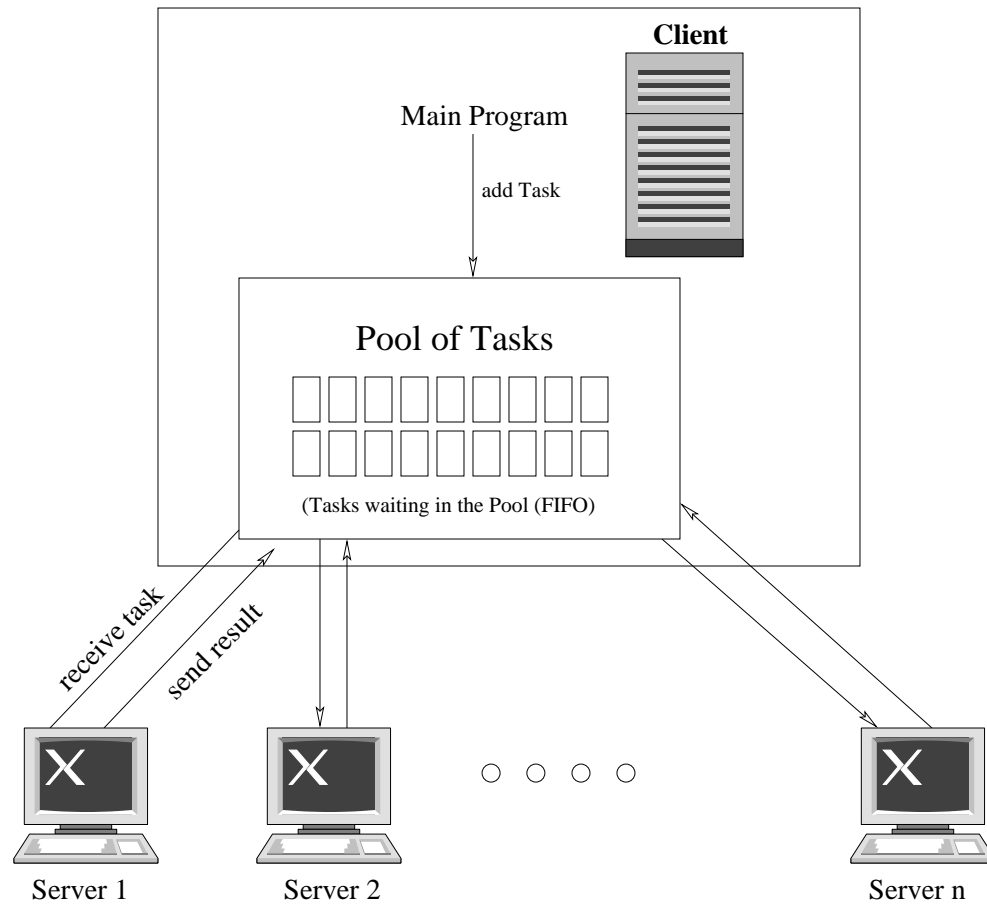 Client
Main Program
add Task
Pool of Tasks
(Tasks waiting in the Pool (FIFO)
receive task
send result
Server 1
Server 2
Server n